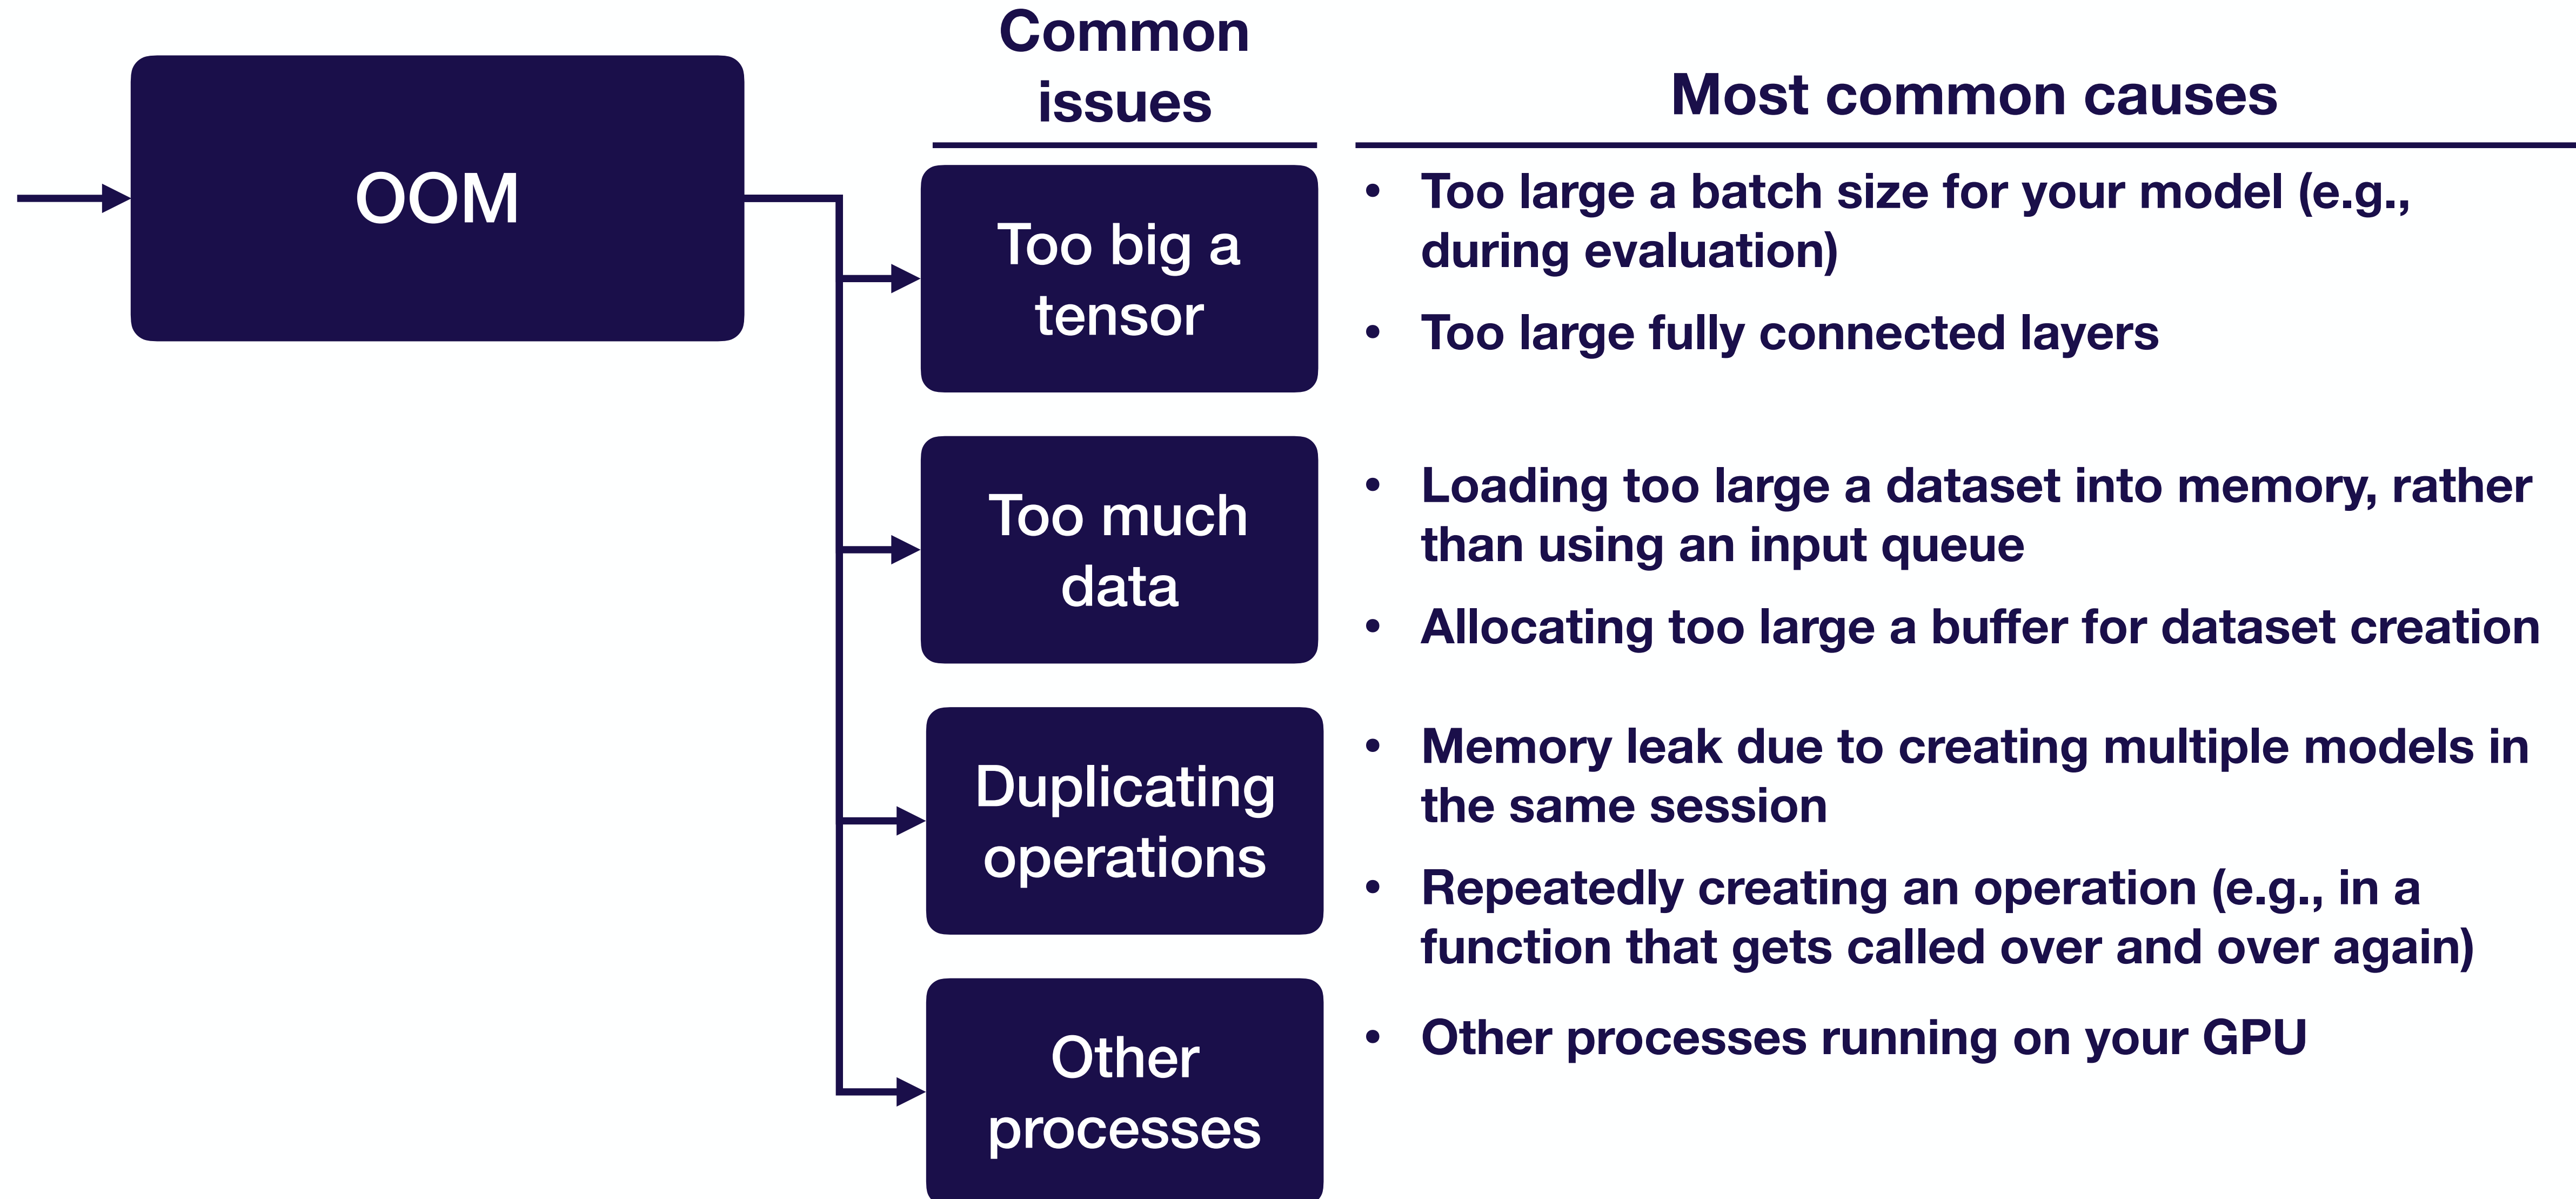 Common
issues
Most common causes
OOM
Too big a
tensor
• Too large a batch size for your model (e.g.,
during evaluation)
• Too large fully connected layers
Too much
data
• Loading too large a dataset into memory, rather
than using an input queue
• Allocating too large a buffer for dataset creation
Duplicating
operations
• Memory leak due to creating multiple models in
the same session
• Repeatedly creating an operation (e.g., in a
function that gets called over and over again)
Other
processes
• Other processes running on your GPU